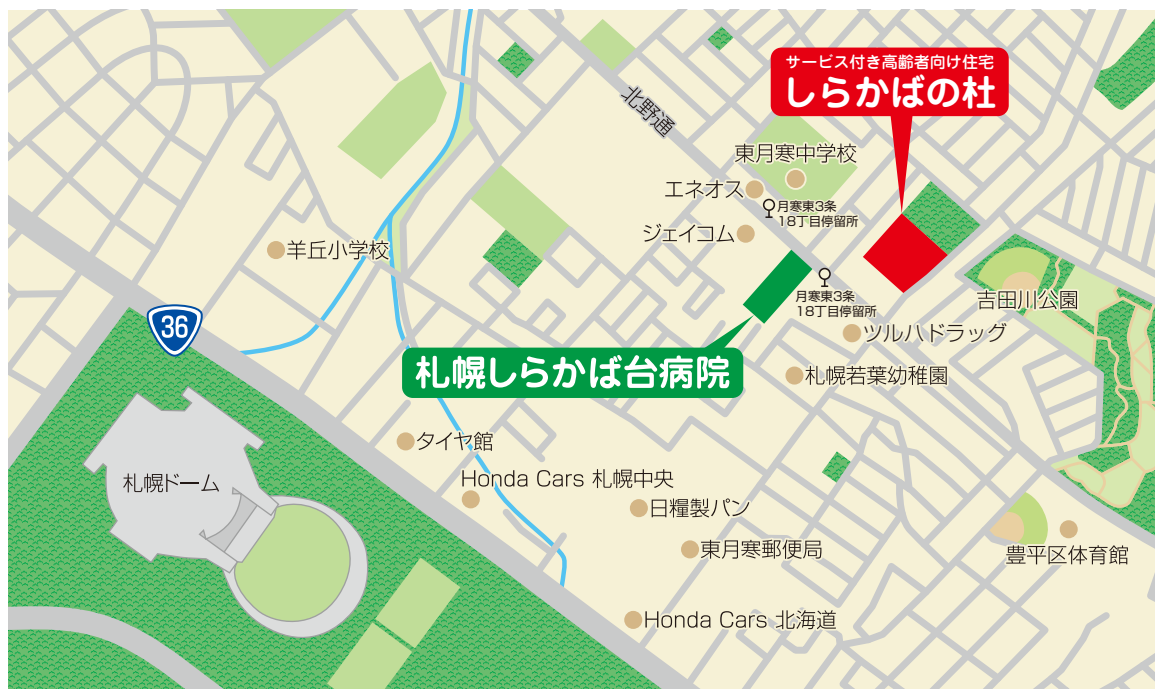 サービス付き高齢者向け住宅
しらかばの杜
北野通
東月寒中学校
エネオス
月寒東3条
18丁目停留所
ジェイコム
羊丘小学校
吉田川公園
月寒東3条
18丁目停留所
36
ツルハドラッグ
札幌しらかば台病院
札幌若葉幼稚園
タイヤ館
Honda Cars 札幌中央
札幌ドーム
日糧製パン
東月寒郵便局
豊平区体育館
Honda Cars 北海道